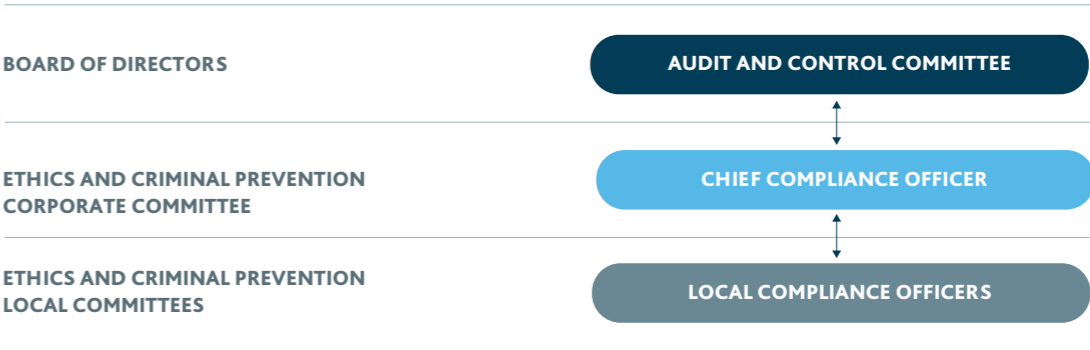 BOARD OF DIRECTORS
AUDIT AND CONTROL COMMITTEE
ETHICS AND CRIMINAL PREVENTION
CORPORATE COMMITTEE
CHIEF COMPLIANCE OFFICER
ETHICS AND CRIMINAL PREVENTION
LOCAL COMMITTEES
LOCAL COMPLIANCE OFFICERS